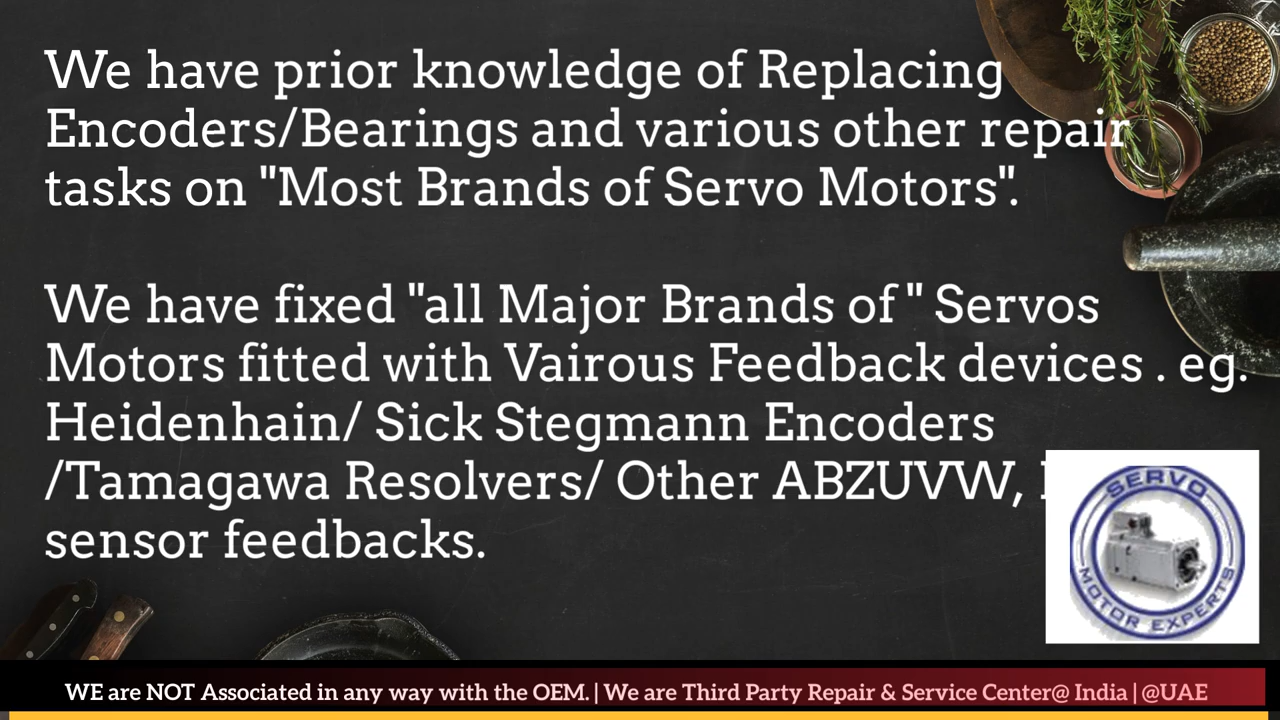 We have prior knowledge of Replacing
Encoders/Bearings and various other repair
tasks on "Most Brands of Servo Motors".
We have fixed "all Major Brands of " Servos
Motors fitted with Vairous Feedback devices . eg.
Heidenhain/ Sick Stegmann Encoders
/Tamagawa Resolvers/ Other ABZUVW,
sensor feedbacks.
SERVO
MOTOR EXPERTS
WE are NOT Associated in any way with the OEM. | We are Third Party Repair & Service Center@ India | @UAE